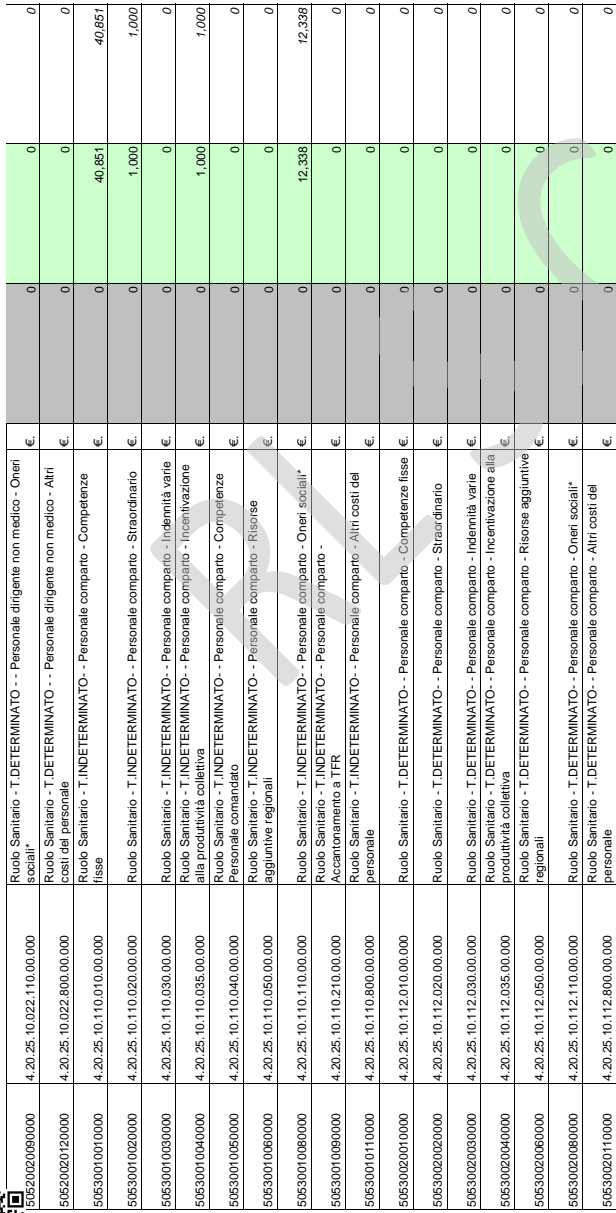 50520020090000 4.20.25.10.022.110.00.000 Ruolo Sanitario - T.DETERMINATO - - Personale dirigente non medico - Oneri €. 0 0 0
sociali*
50520020120000 4.20.25.10.022.800.00.000 Ruolo Sanitario - T.DETERMINATO - - Personale dirigente non medico - Altri €. 0 0 0
costi del personale
50530010010000 4.20.25.10.110.010.00.000 Ruolo Sanitario - T.INDETERMINATO- - Personale comparto - Competenze €. 0 40,851 40,851
fisse
50530010020000 4.20.25.10.110.020.00.000 Ruolo Sanitario - T.INDETERMINATO- - Personale comparto - Straordinario €. 0 1,000 1,000
50530010030000 4.20.25.10.110.030.00.000 Ruolo Sanitario - T.INDETERMINATO- - Personale comparto - Indennità varie €. 0 0 0
50530010040000 4.20.25.10.110.035.00.000 Ruolo Sanitario - T.INDETERMINATO- - Personale comparto - Incentivazione €. 0 1,000 1,000
alla produttività collettiva
50530010050000 4.20.25.10.110.040.00.000 Ruolo Sanitario - T.INDETERMINATO- - Personale comparto - Competenze €. 0 0 0
Personale comandato
50530010060000 4.20.25.10.110.050.00.000 Ruolo Sanitario - T.INDETERMINATO- - Personale comparto - Risorse €. 0 0 0
aggiuntive regionali
50530010080000 4.20.25.10.110.110.00.000 Ruolo Sanitario - T.INDETERMINATO- - Personale comparto - Oneri sociali* €. 0 12,338 12,338
50530010090000 4.20.25.10.110.210.00.000 Ruolo Sanitario - T.INDETERMINATO- - Personale comparto - €. 0 0 0
Accantonamento a TFR
50530010110000 4.20.25.10.110.800.00.000 Ruolo Sanitario - T.INDETERMINATO- - Personale comparto - Altri costi del €. 0 0 0
personale
50530020010000 4.20.25.10.112.010.00.000 Ruolo Sanitario - T.DETERMINATO- - Personale comparto - Competenze fisse €. 0 0 0
50530020020000 4.20.25.10.112.020.00.000 Ruolo Sanitario - T.DETERMINATO- - Personale comparto - Straordinario €. 0 0 0
50530020030000 4.20.25.10.112.030.00.000 Ruolo Sanitario - T.DETERMINATO- - Personale comparto - Indennità varie €. 0 0 0
50530020040000 4.20.25.10.112.035.00.000 Ruolo Sanitario - T.DETERMINATO- - Personale comparto - Incentivazione alla €. 0 0 0
produttività collettiva
50530020060000 4.20.25.10.112.050.00.000 Ruolo Sanitario - T.DETERMINATO- - Personale comparto - Risorse aggiuntive €. 0 0 0
regionali
50530020080000 4.20.25.10.112.110.00.000 Ruolo Sanitario - T.DETERMINATO- - Personale comparto - Oneri sociali* €. 0 0 0
50530020110000 4.20.25.10.112.800.00.000 Ruolo Sanitario - T.DETERMINATO- - Personale comparto - Altri costi del €. 0 0 0
personale